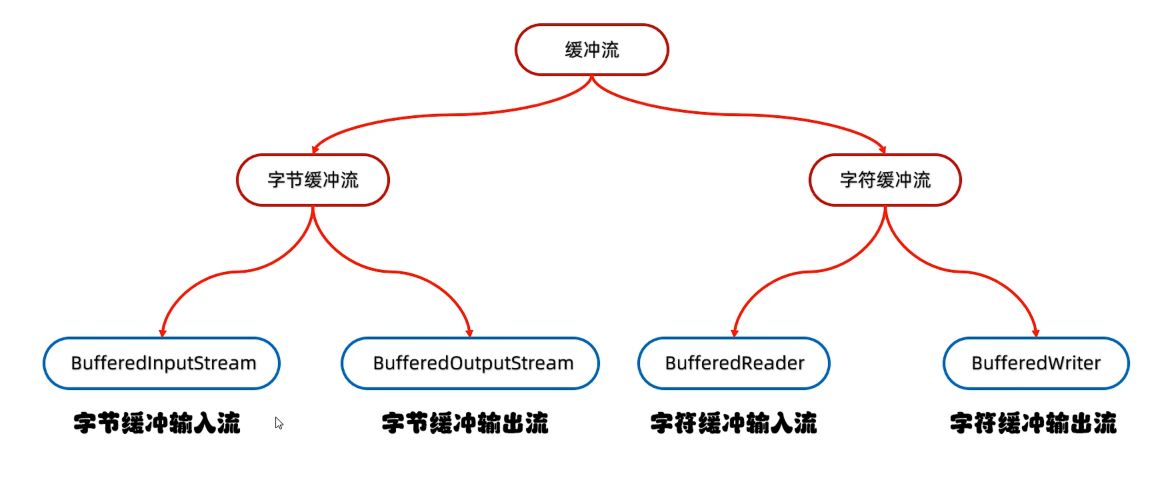 缓冲流
字节缓冲流
字符缓冲流
BufferedInputStream
BufferedOutputStream
BufferedReader
BufferedWriter
字节缓冲输入流
字节缓冲输出流
字符缓冲输入流
字符缓冲输出流